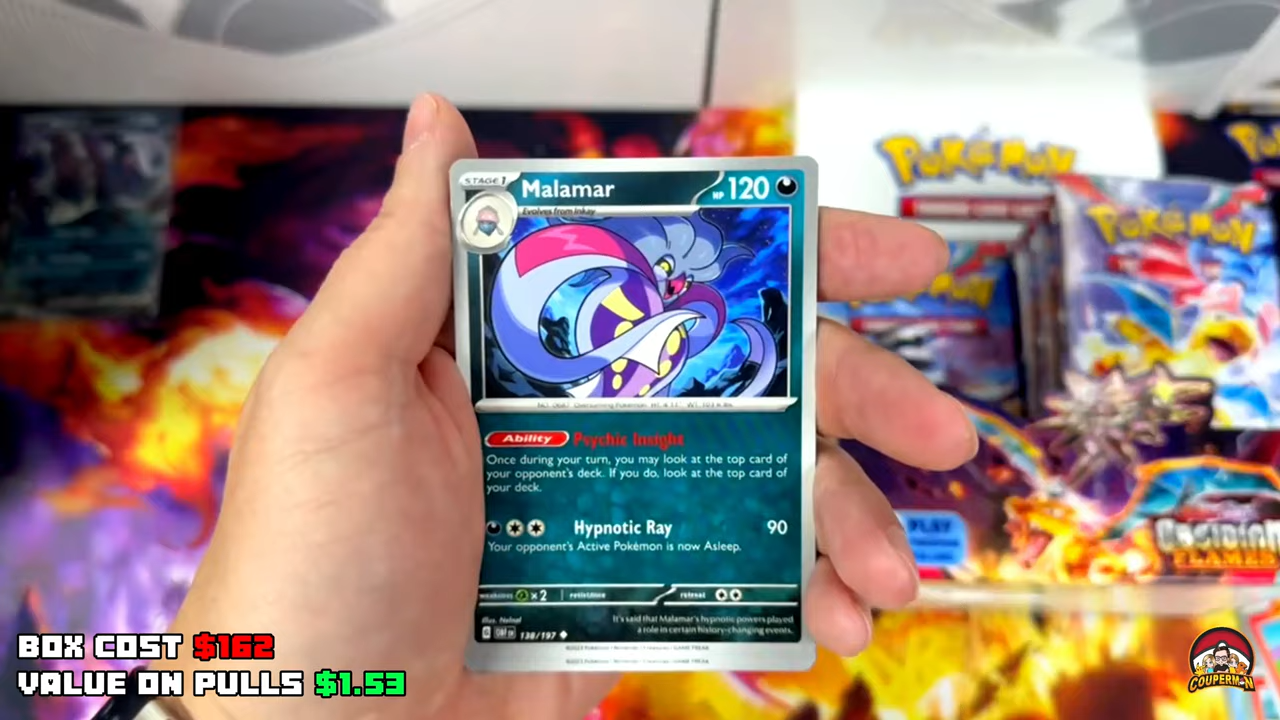 STAGE 1
Malamar
HP 120
Evolves from Inkay
Ability Psychic Insight
Once during your turn, you may look at the top card of
your opponent's deck. If you do, look at the top card of
your deck.
Hypnotic Ray 90
Your opponent's Active Pokémon is now Asleep.
weakness ×2 resistance retreat
It's said that Malamar's hypnotic powers played
a role in certain history-changing events.
138/197
POKéMON
POKéMON
PLAY
OBSIDIAN
FLAMES
BOX COST $162
VALUE ON PULLS $1.53
COUPERMON